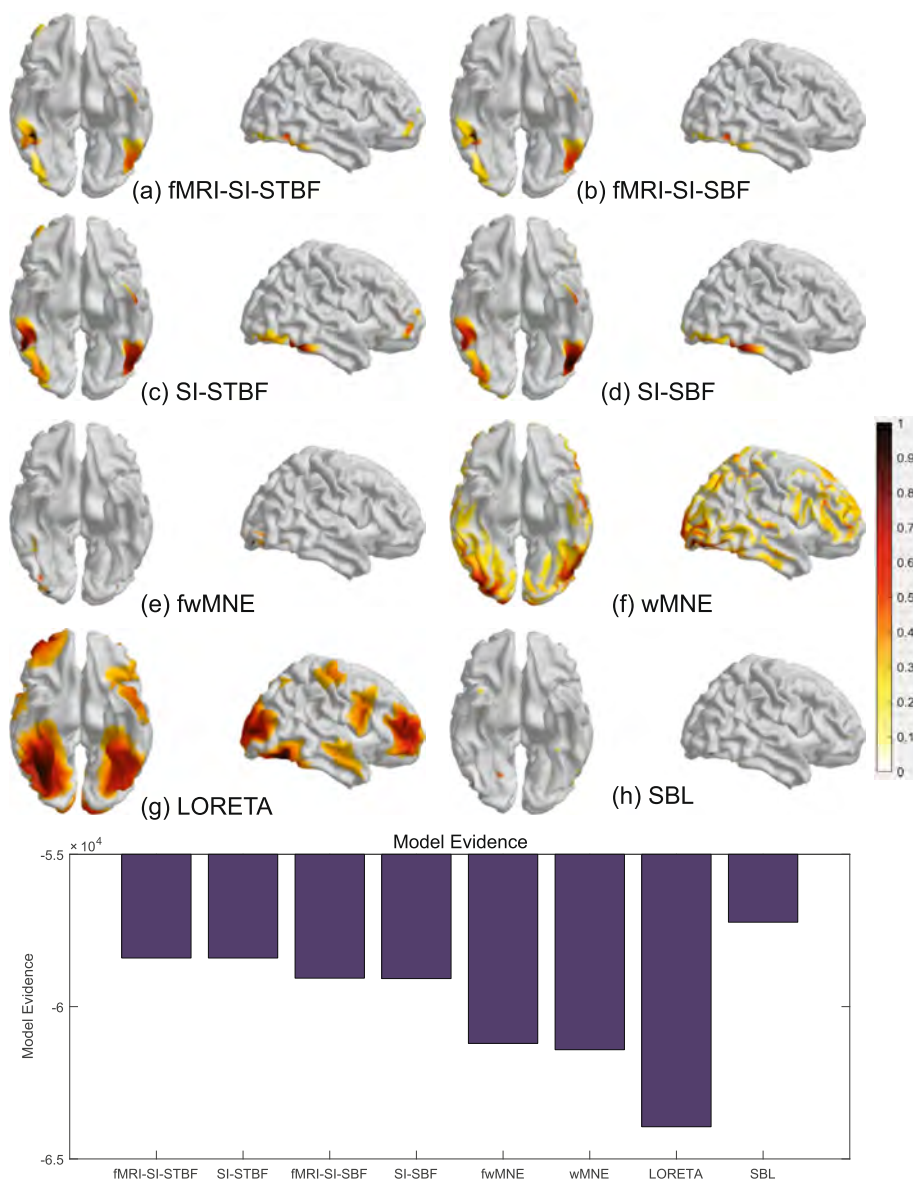 (a) fMRI-SI-STBF
(b) fMRI-SI-SBF
(c) SI-STBF
(d) SI-SBF
(e) fwMNE
(f) wMNE
1
0.9
0.8
0.7
0.6
0.5
0.4
0.3
0.2
0.1
0
(g) LORETA
(h) SBL
Model Evidence
× 10⁴
-5.5
-6
-6.5
Model Evidence
fMRI-SI-STBF
SI-STBF
fMRI-SI-SBF
SI-SBF
fwMNE
wMNE
LORETA
SBL